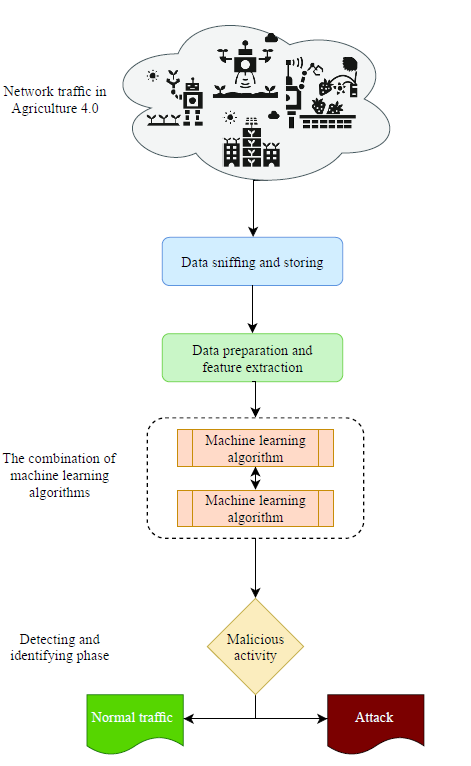 Network traffic in
Agriculture 4.0
Data sniffing and storing
Data preparation and
feature extraction
The combination of
machine learning
algorithms
Machine learning
algorithm
Machine learning
algorithm
Detecting and
identifying phase
Malicious
activity
Normal traffic
Attack